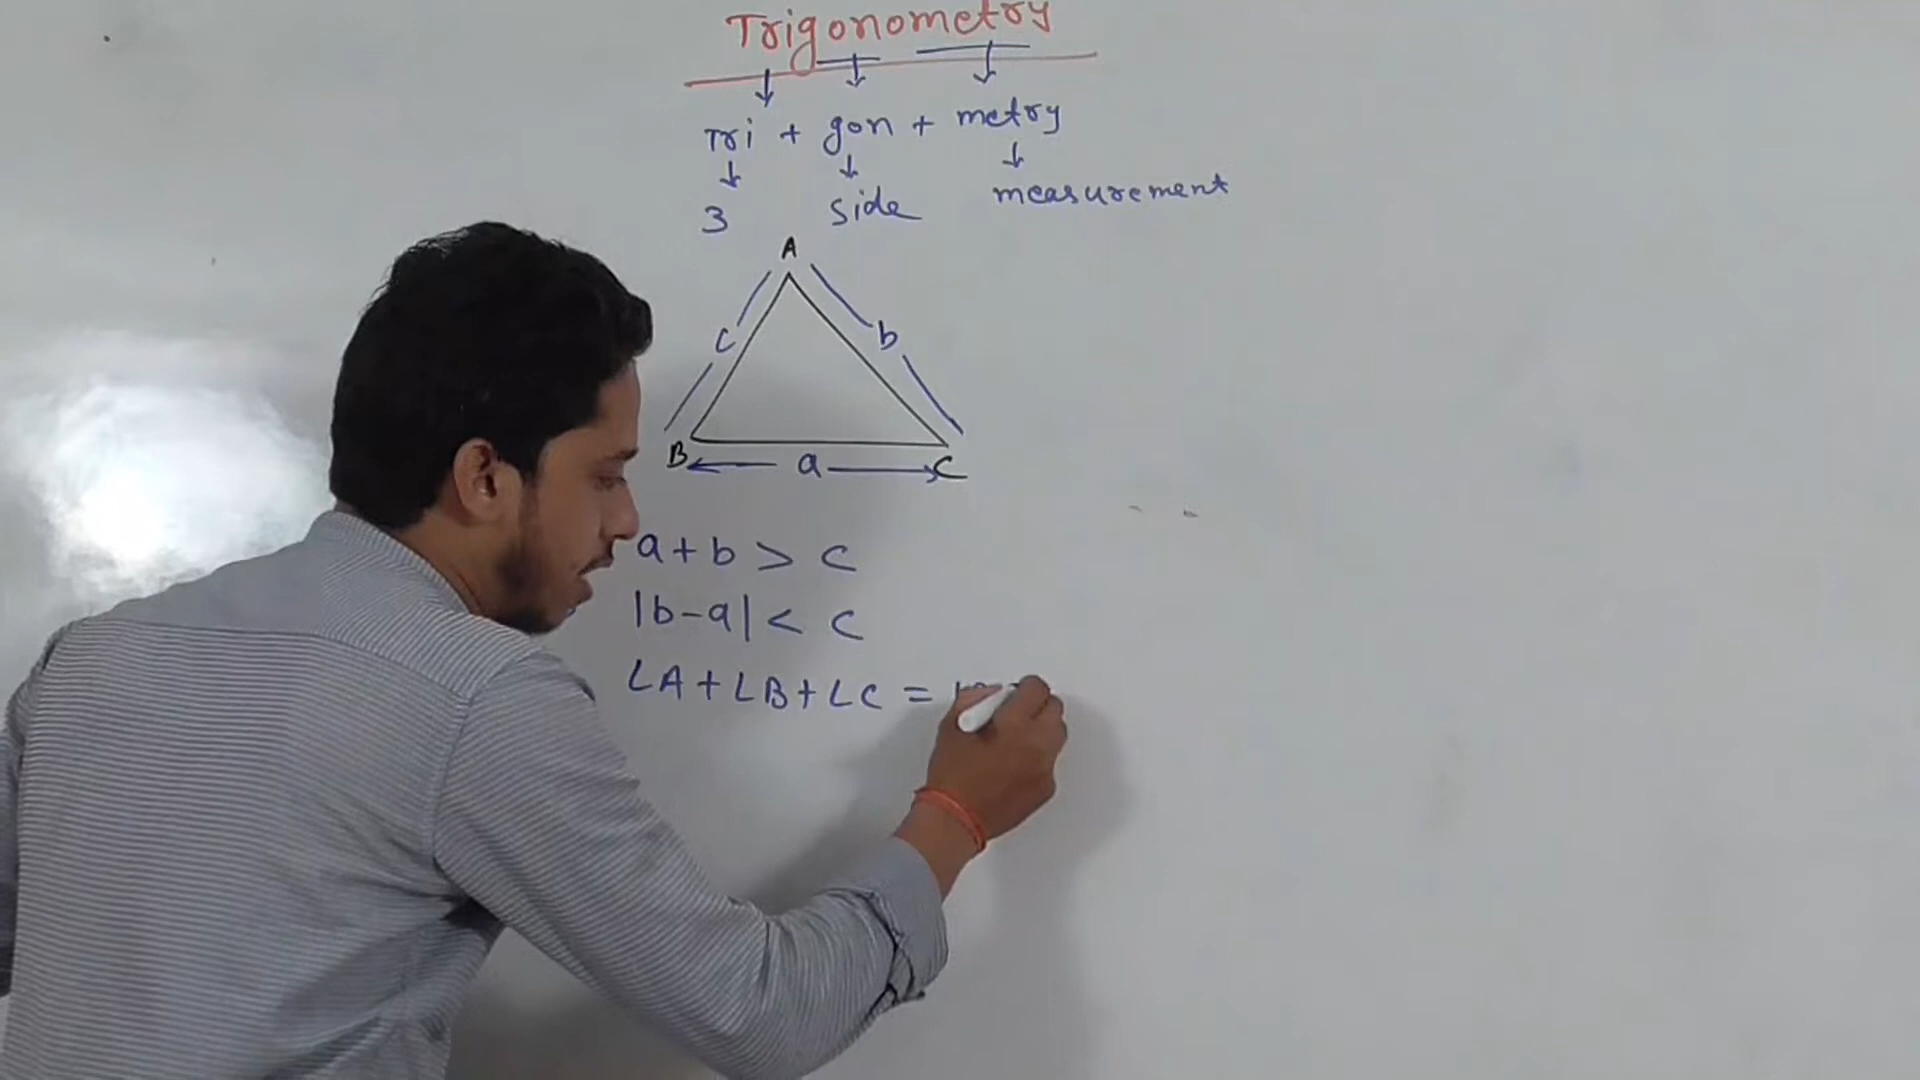 Trigonometry
Tri + gon + metry
3 side measurement
A
c b
B a C
a + b > c
|b-a| < c
∠A + ∠B + ∠C =